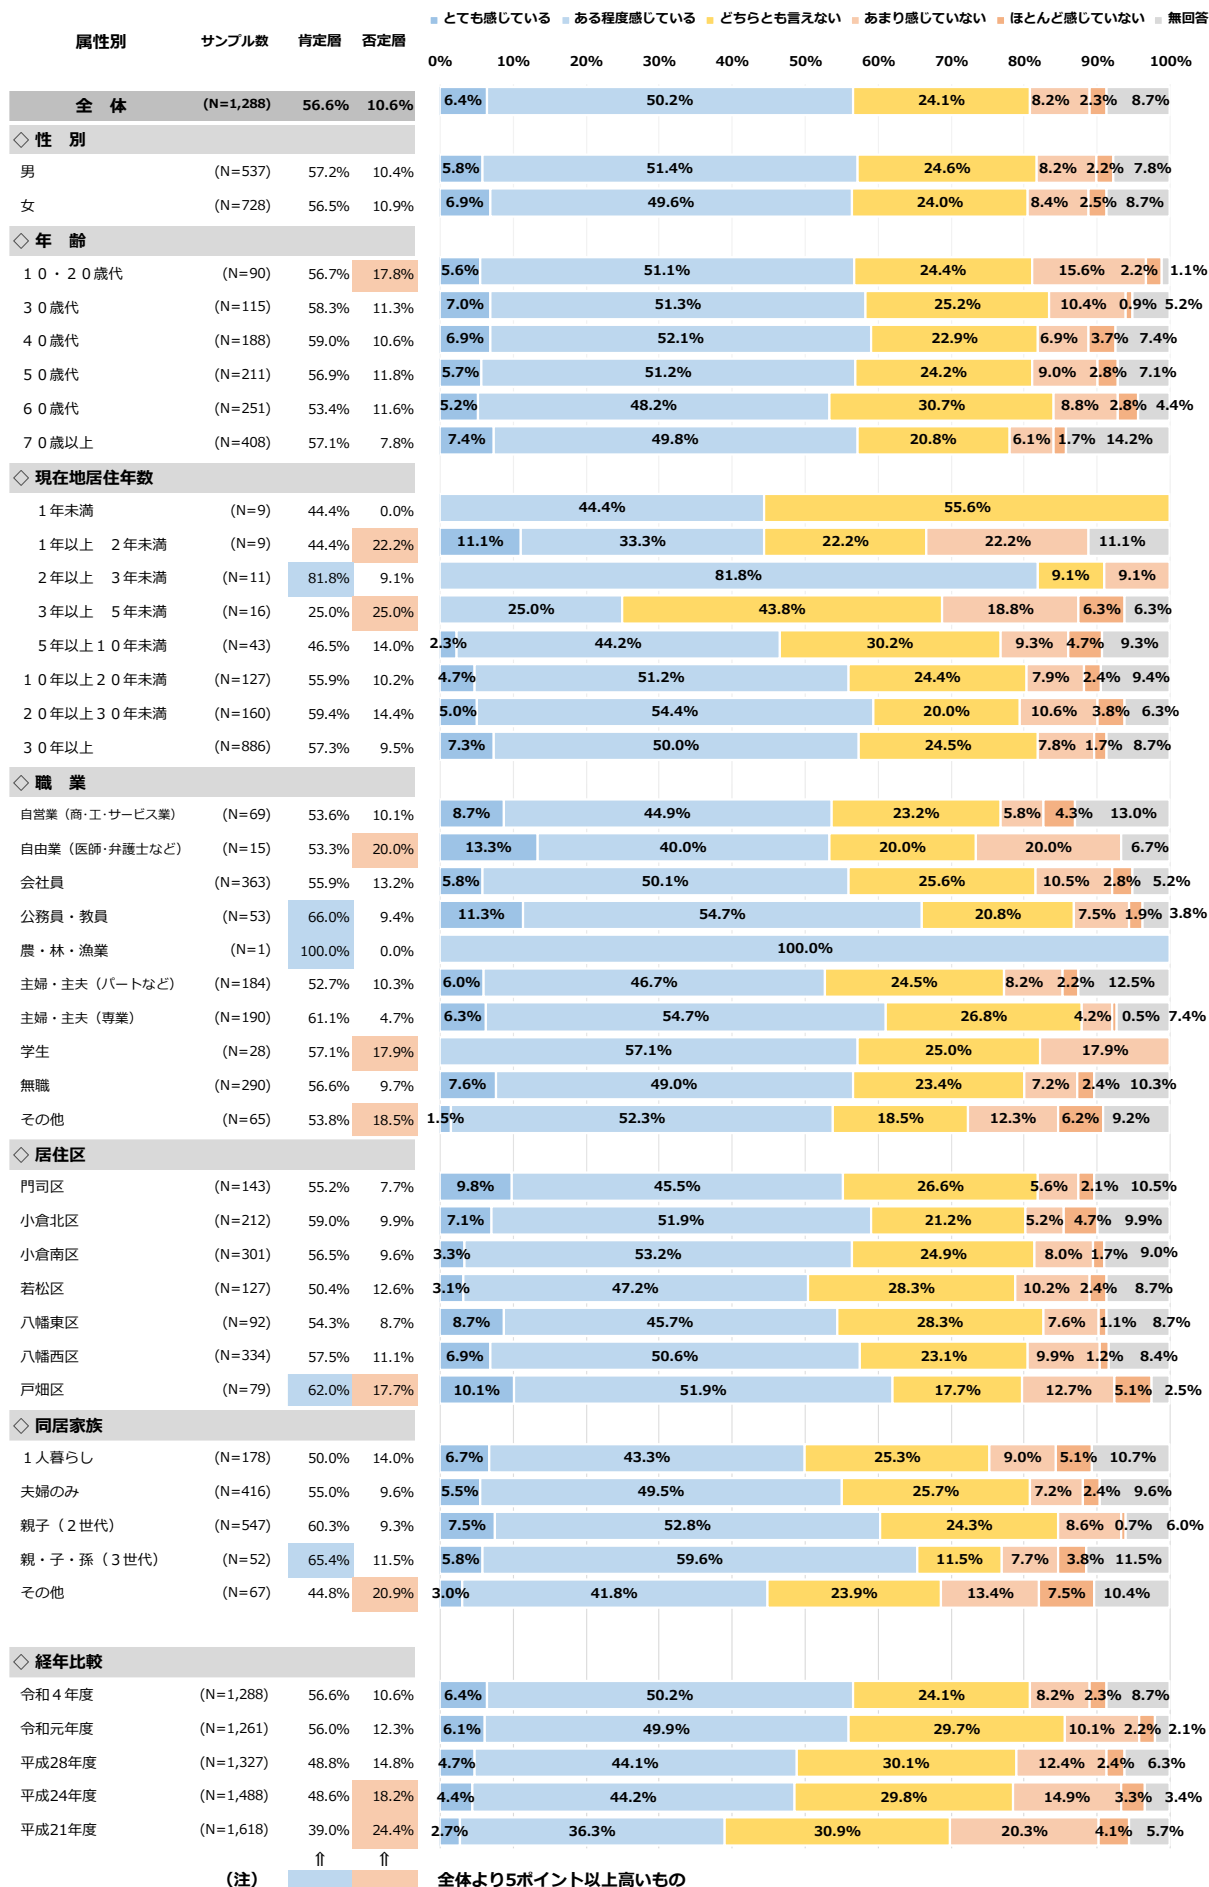 とても感じている ある程度感じている どちらとも言えない あまり感じていない ほとんど感じていない 無回答
属性別 サンプル数 肯定層 否定層
0% 10% 20% 30% 40% 50% 60% 70% 80% 90% 100%
全 体 (N=1,288) 56.6% 10.6% 6.4% 50.2% 24.1% 8.2% 2.3% 8.7%
◇ 性 別
男 (N=537) 57.2% 10.4% 5.8% 51.4% 24.6% 8.2% 2.2% 7.8%
女 (N=728) 56.5% 10.9% 6.9% 49.6% 24.0% 8.4% 2.5% 8.7%
◇ 年 齢
１０・２０歳代 (N=90) 56.7% 17.8% 5.6% 51.1% 24.4% 15.6% 2.2% 1.1%
３０歳代 (N=115) 58.3% 11.3% 7.0% 51.3% 25.2% 10.4% 0.9% 5.2%
４０歳代 (N=188) 59.0% 10.6% 6.9% 52.1% 22.9% 6.9% 3.7% 7.4%
５０歳代 (N=211) 56.9% 11.8% 5.7% 51.2% 24.2% 9.0% 2.8% 7.1%
６０歳代 (N=251) 53.4% 11.6% 5.2% 48.2% 30.7% 8.8% 2.8% 4.4%
７０歳以上 (N=408) 57.1% 7.8% 7.4% 49.8% 20.8% 6.1% 1.7% 14.2%
◇ 現在地居住年数
１年未満 (N=9) 44.4% 0.0% 44.4% 55.6%
１年以上 ２年未満 (N=9) 44.4% 22.2% 11.1% 33.3% 22.2% 22.2% 11.1%
２年以上 ３年未満 (N=11) 81.8% 9.1% 81.8% 9.1% 9.1%
３年以上 ５年未満 (N=16) 25.0% 25.0% 25.0% 43.8% 18.8% 6.3% 6.3%
５年以上１０年未満 (N=43) 46.5% 14.0% 2.3% 44.2% 30.2% 9.3% 4.7% 9.3%
１０年以上２０年未満 (N=127) 55.9% 10.2% 4.7% 51.2% 24.4% 7.9% 2.4% 9.4%
２０年以上３０年未満 (N=160) 59.4% 14.4% 5.0% 54.4% 20.0% 10.6% 3.8% 6.3%
３０年以上 (N=886) 57.3% 9.5% 7.3% 50.0% 24.5% 7.8% 1.7% 8.7%
◇ 職 業
自営業（商・工・サービス業） (N=69) 53.6% 10.1% 8.7% 44.9% 23.2% 5.8% 4.3% 13.0%
自由業（医師・弁護士など） (N=15) 53.3% 20.0% 13.3% 40.0% 20.0% 20.0% 6.7%
会社員 (N=363) 55.9% 13.2% 5.8% 50.1% 25.6% 10.5% 2.8% 5.2%
公務員・教員 (N=53) 66.0% 9.4% 11.3% 54.7% 20.8% 7.5% 1.9% 3.8%
農・林・漁業 (N=1) 100.0% 0.0% 100.0%
主婦・主夫（パートなど） (N=184) 52.7% 10.3% 6.0% 46.7% 24.5% 8.2% 2.2% 12.5%
主婦・主夫（専業） (N=190) 61.1% 4.7% 6.3% 54.7% 26.8% 4.2% 0.5% 7.4%
学生 (N=28) 57.1% 17.9% 57.1% 25.0% 17.9%
無職 (N=290) 56.6% 9.7% 7.6% 49.0% 23.4% 7.2% 2.4% 10.3%
その他 (N=65) 53.8% 18.5% 1.5% 52.3% 18.5% 12.3% 6.2% 9.2%
◇ 居住区
門司区 (N=143) 55.2% 7.7% 9.8% 45.5% 26.6% 5.6% 2.1% 10.5%
小倉北区 (N=212) 59.0% 9.9% 7.1% 51.9% 21.2% 5.2% 4.7% 9.9%
小倉南区 (N=301) 56.5% 9.6% 3.3% 53.2% 24.9% 8.0% 1.7% 9.0%
若松区 (N=127) 50.4% 12.6% 3.1% 47.2% 28.3% 10.2% 2.4% 8.7%
八幡東区 (N=92) 54.3% 8.7% 8.7% 45.7% 28.3% 7.6% 1.1% 8.7%
八幡西区 (N=334) 57.5% 11.1% 6.9% 50.6% 23.1% 9.9% 1.2% 8.4%
戸畑区 (N=79) 62.0% 17.7% 10.1% 51.9% 17.7% 12.7% 5.1% 2.5%
◇ 同居家族
１人暮らし (N=178) 50.0% 14.0% 6.7% 43.3% 25.3% 9.0% 5.1% 10.7%
夫婦のみ (N=416) 55.0% 9.6% 5.5% 49.5% 25.7% 7.2% 2.4% 9.6%
親子（２世代） (N=547) 60.3% 9.3% 7.5% 52.8% 24.3% 8.6% 0.7% 6.0%
親・子・孫（３世代） (N=52) 65.4% 11.5% 5.8% 59.6% 11.5% 7.7% 3.8% 11.5%
その他 (N=67) 44.8% 20.9% 3.0% 41.8% 23.9% 13.4% 7.5% 10.4%
◇ 経年比較
令和４年度 (N=1,288) 56.6% 10.6% 6.4% 50.2% 24.1% 8.2% 2.3% 8.7%
令和元年度 (N=1,261) 56.0% 12.3% 6.1% 49.9% 29.7% 10.1% 2.2% 2.1%
平成28年度 (N=1,327) 48.8% 14.8% 4.7% 44.1% 30.1% 12.4% 2.4% 6.3%
平成24年度 (N=1,488) 48.6% 18.2% 4.4% 44.2% 29.8% 14.9% 3.3% 3.4%
平成21年度 (N=1,618) 39.0% 24.4% 2.7% 36.3% 30.9% 20.3% 4.1% 5.7%
⇑ ⇑
(注) 全体より5ポイント以上高いもの